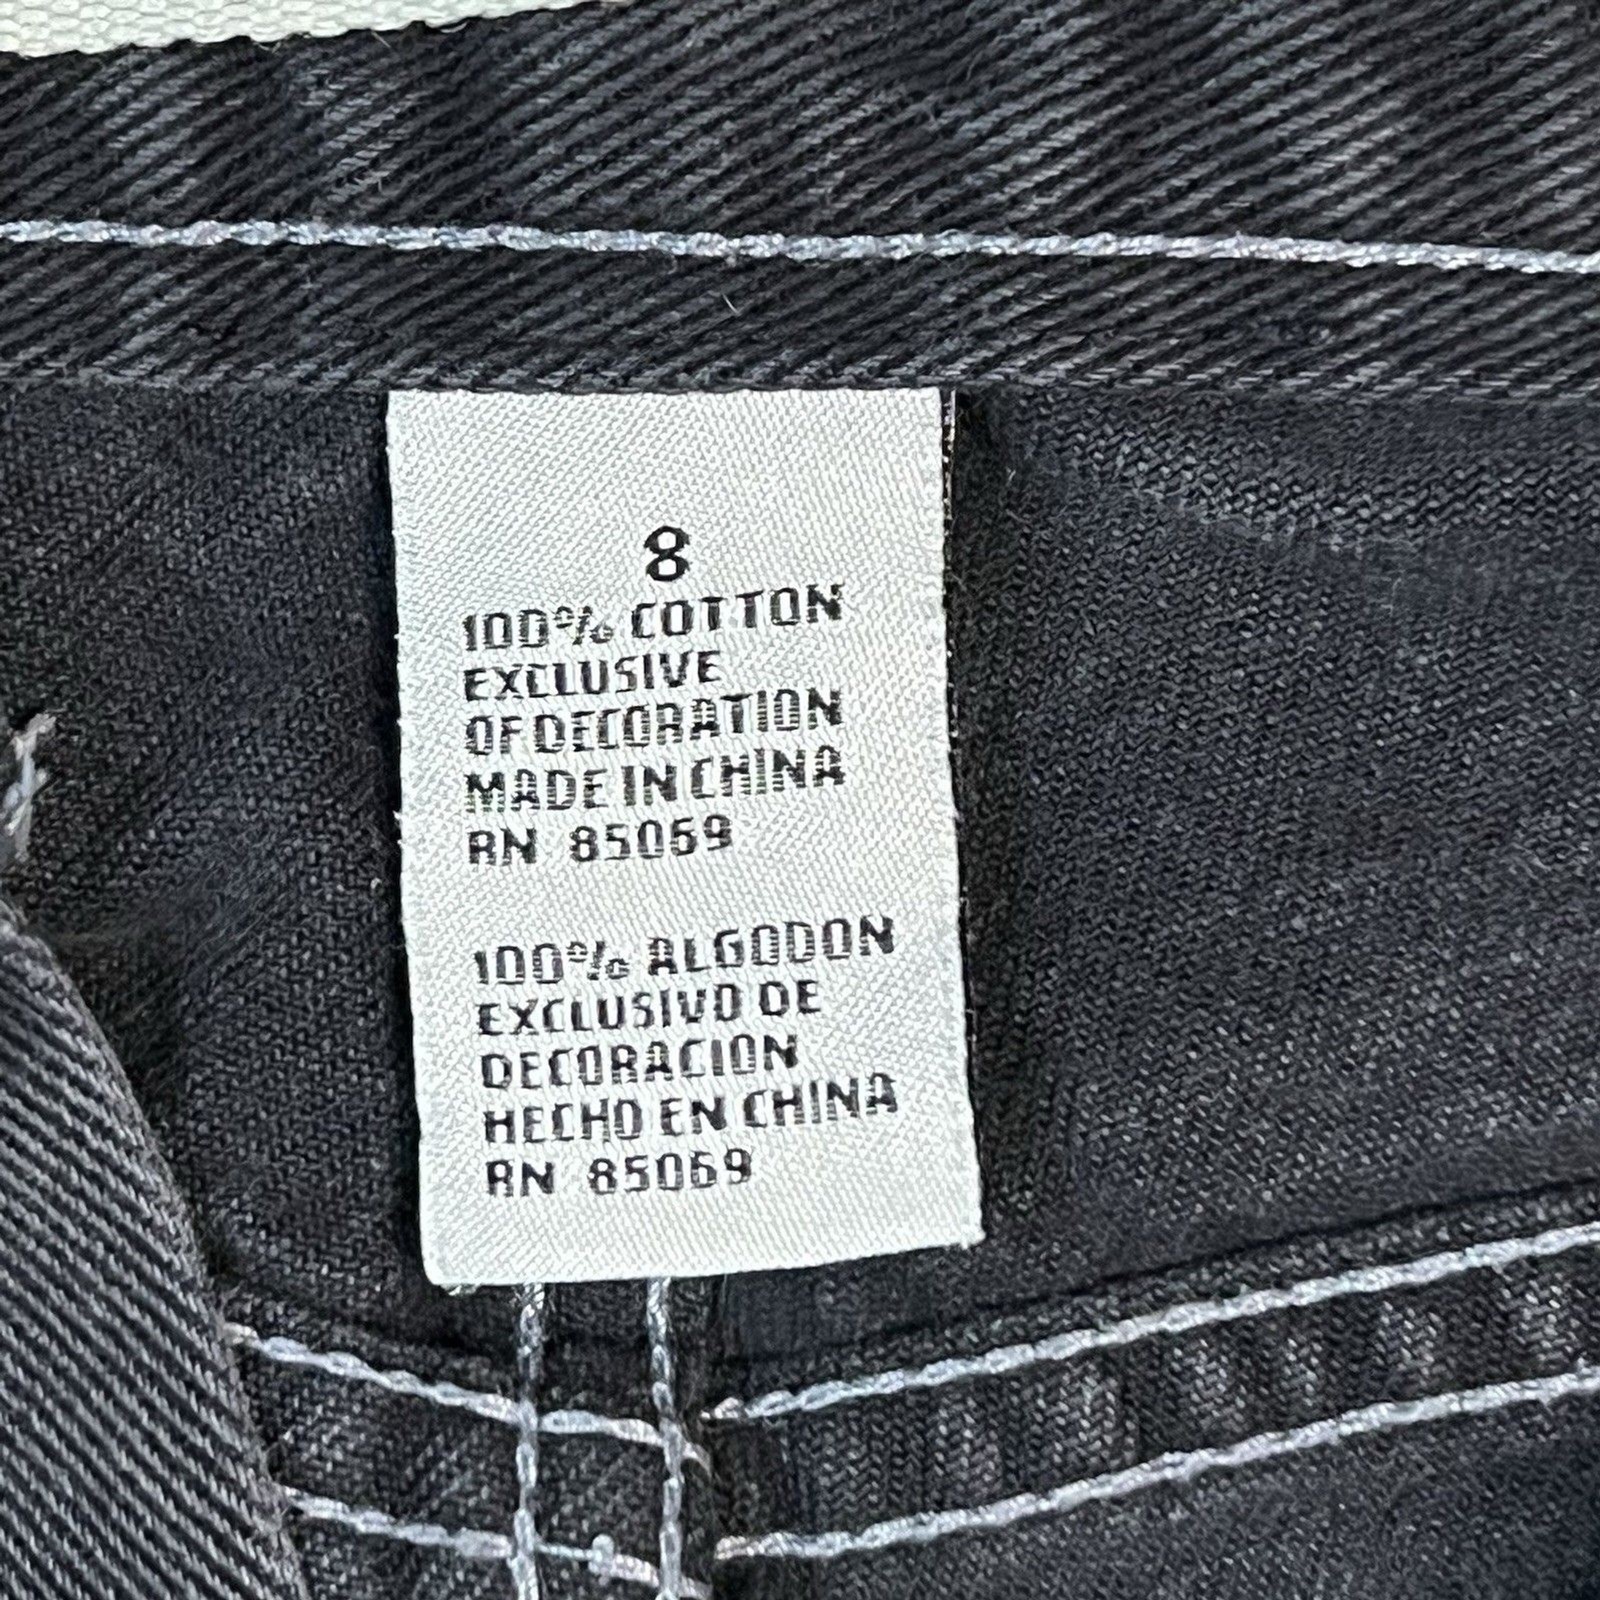 8
100% COTTON
EXCLUSIVE
OF DECORATION
MADE IN CHINA
RN 85069
100% ALGODON
EXCLUSIVO DE
DECORACION
HECHO EN CHINA
RN 85069